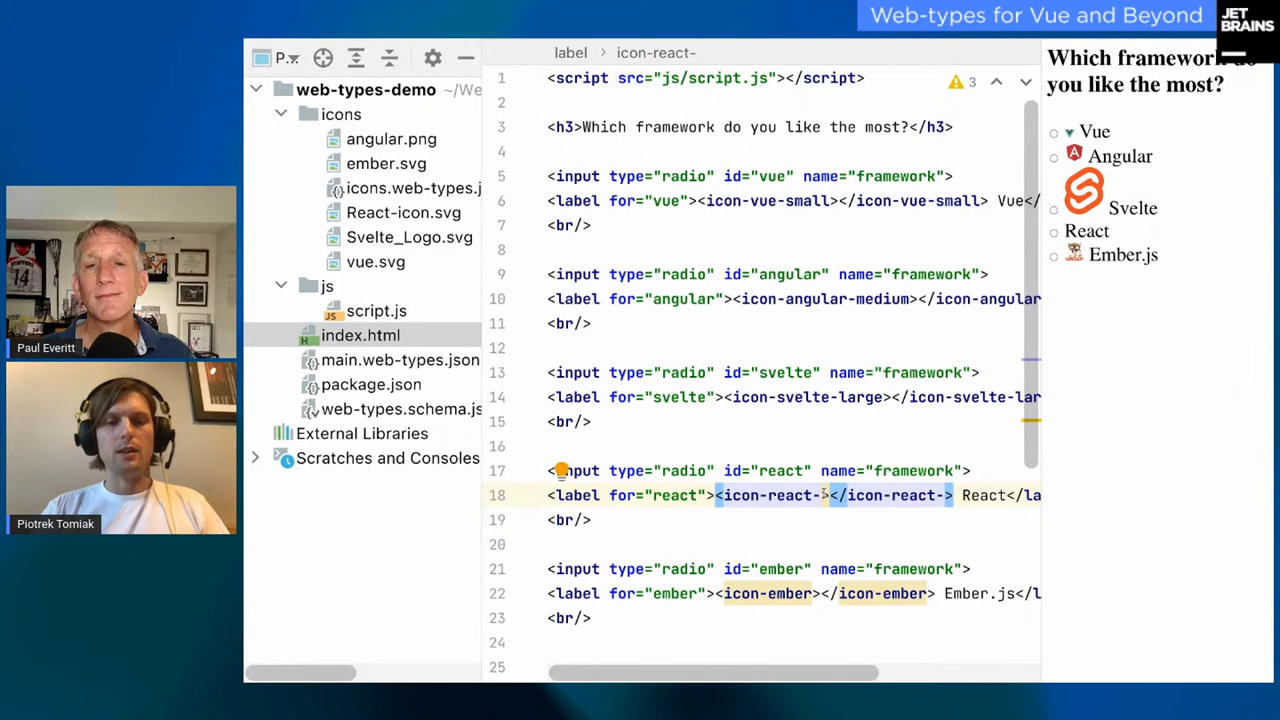 Web-types for Vue and Beyond
JET
BRAINS
P...
web-types-demo ~/We
icons
angular.png
ember.svg
icons.web-types.j
React-icon.svg
Svelte_Logo.svg
vue.svg
js
script.js
index.html
main.web-types.json
package.json
web-types.schema.js
External Libraries
Scratches and Consoles
label > icon-react-
3
1 <script src="js/script.js"></script>
2
3 <h3>Which framework do you like the most?</h3>
4
5 <input type="radio" id="vue" name="framework">
6 <label for="vue"><icon-vue-small></icon-vue-small> Vue</
7 <br/>
8
9 <input type="radio" id="angular" name="framework">
10 <label for="angular"><icon-angular-medium></icon-angular
11 <br/>
12
13 <input type="radio" id="svelte" name="framework">
14 <label for="svelte"><icon-svelte-large></icon-svelte-lar
15 <br/>
16
17 <input type="radio" id="react" name="framework">
18 <label for="react"><icon-react-></icon-react-> React</la
19 <br/>
20
21 <input type="radio" id="ember" name="framework">
22 <label for="ember"><icon-ember></icon-ember> Ember.js</l
23 <br/>
24
25
Which framework do
you like the most?
Vue
Angular
Svelte
React
Ember.js
14
Paul Everitt
Piotrek Tomiak